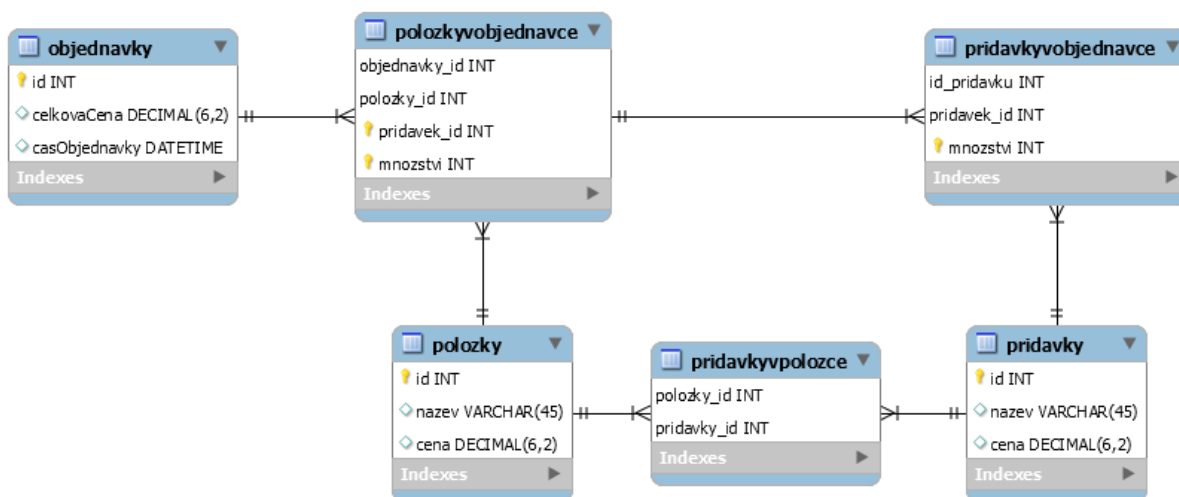 objednavky
id INT
celkovaCena DECIMAL(6,2)
casObjednavky DATETIME
Indexes
polozkyvobjednavce
objednavky_id INT
polozky_id INT
pridavek_id INT
mnozstvi INT
Indexes
pridavkyvobjednavce
id_pridavku INT
pridavek_id INT
mnozstvi INT
Indexes
polozky
id INT
nazev VARCHAR(45)
cena DECIMAL(6,2)
Indexes
pridavkyvpolozce
polozky_id INT
pridavky_id INT
Indexes
pridavky
id INT
nazev VARCHAR(45)
cena DECIMAL(6,2)
Indexes